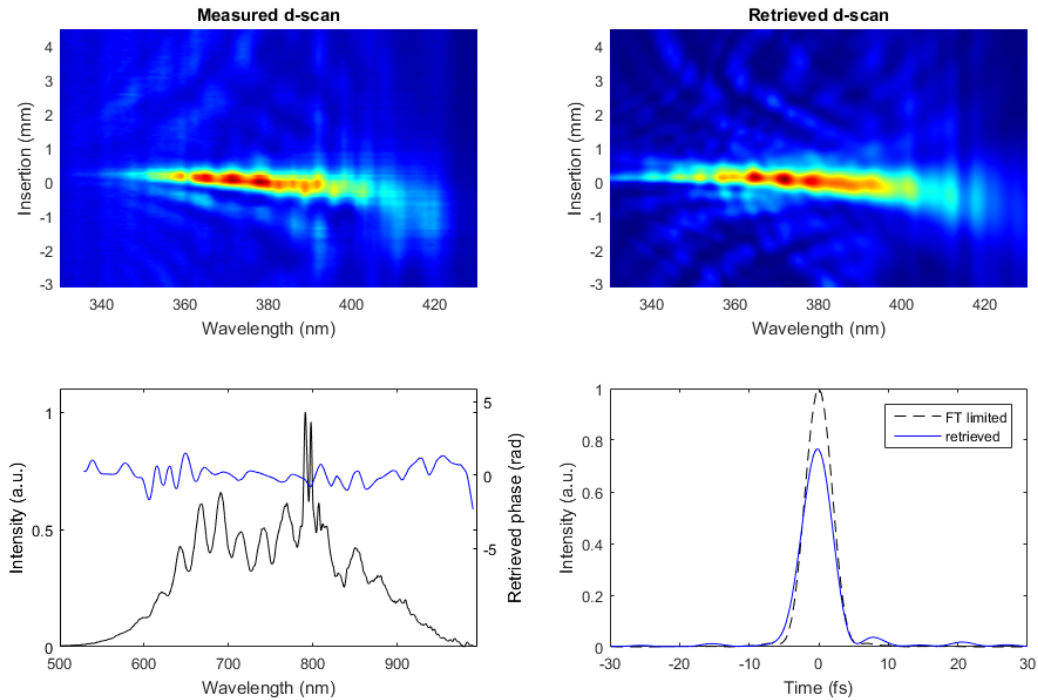 Measured d-scan
Insertion (mm)
4
3
2
1
0
-1
-2
-3
340 360 380 400 420
Wavelength (nm)
Retrieved d-scan
Insertion (mm)
4
3
2
1
0
-1
-2
-3
340 360 380 400 420
Wavelength (nm)
Intensity (a.u.)
1
0.5
0
500 600 700 800 900
Wavelength (nm)
5
0
-5
Retrieved phase (rad)
Intensity (a.u.)
1
0.8
0.6
0.4
0.2
0
-30 -20 -10 0 10 20 30
Time (fs)
FT limited
retrieved